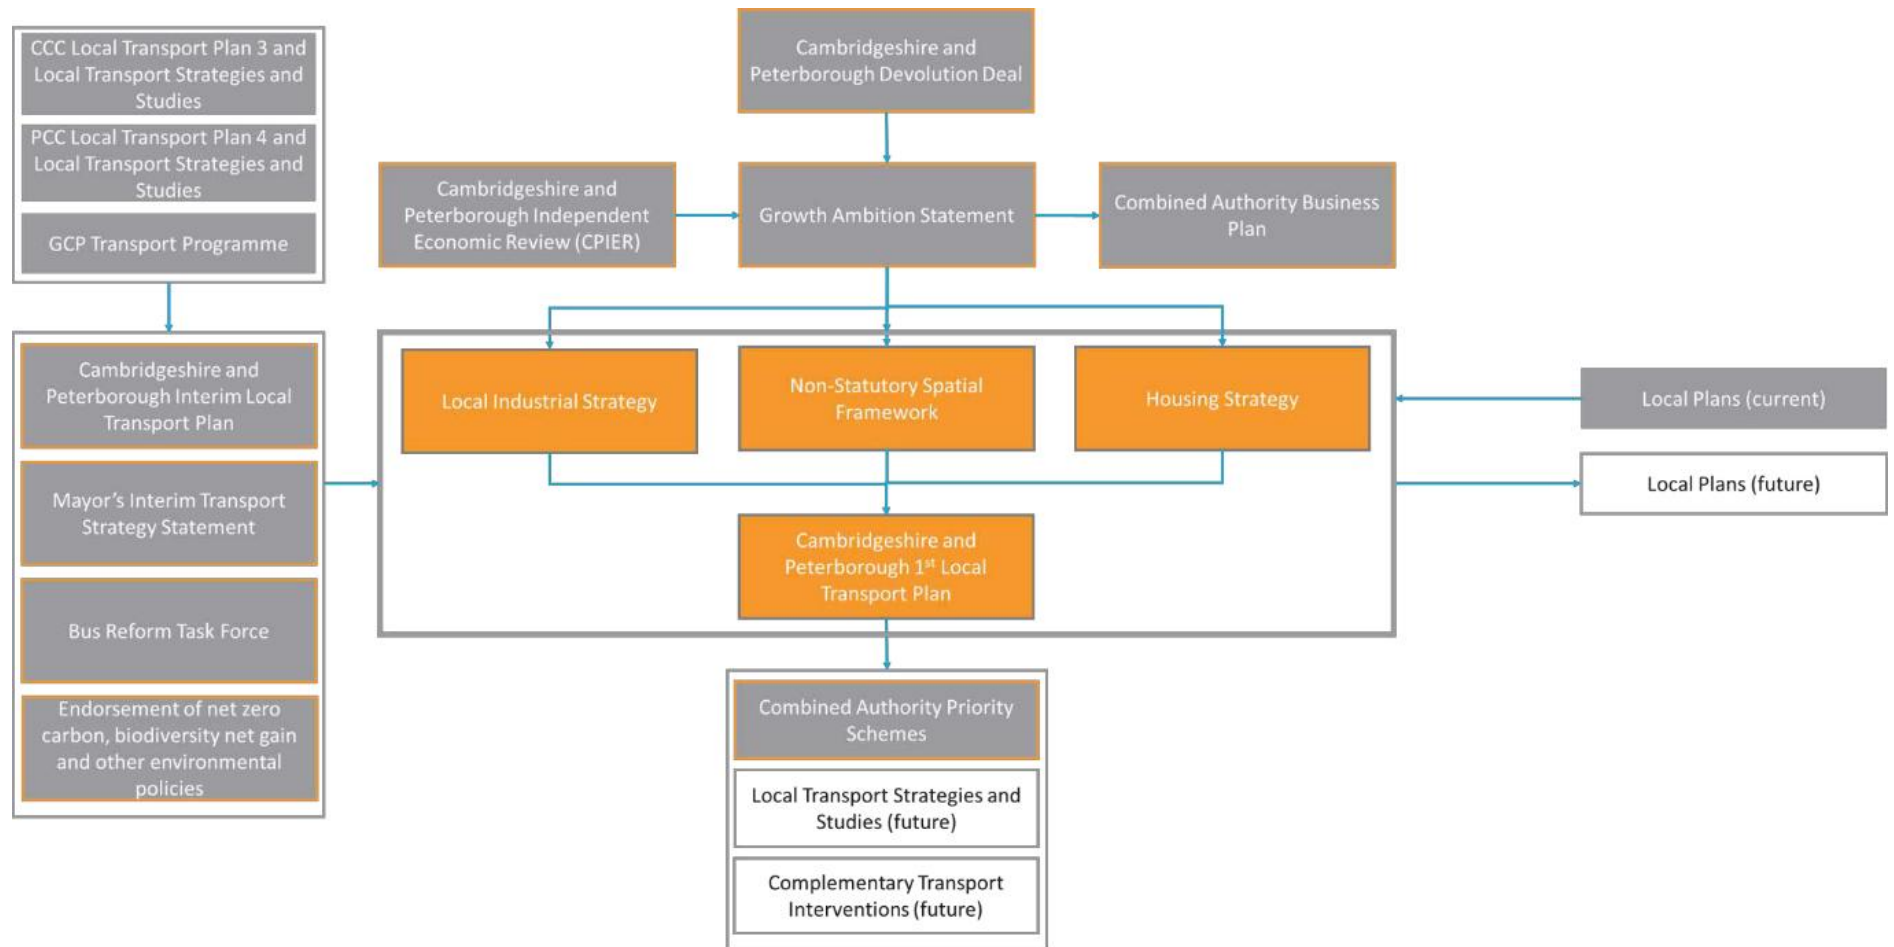 CCC Local Transport Plan 3 and
Local Transport Strategies and
Studies
PCC Local Transport Plan 4 and
Local Transport Strategies and
Studies
GCP Transport Programme
Cambridgeshire and
Peterborough Devolution Deal
Cambridgeshire and
Peterborough Independent
Economic Review (CPIER)
Growth Ambition Statement
Combined Authority Business
Plan
Cambridgeshire and
Peterborough Interim Local
Transport Plan
Mayor’s Interim Transport
Strategy Statement
Bus Reform Task Force
Endorsement of net zero
carbon, biodiversity net gain
and other environmental
policies
Local Industrial Strategy
Non-Statutory Spatial
Framework
Housing Strategy
Cambridgeshire and
Peterborough 1st Local
Transport Plan
Local Plans (current)
Local Plans (future)
Combined Authority Priority
Schemes
Local Transport Strategies and
Studies (future)
Complementary Transport
Interventions (future)